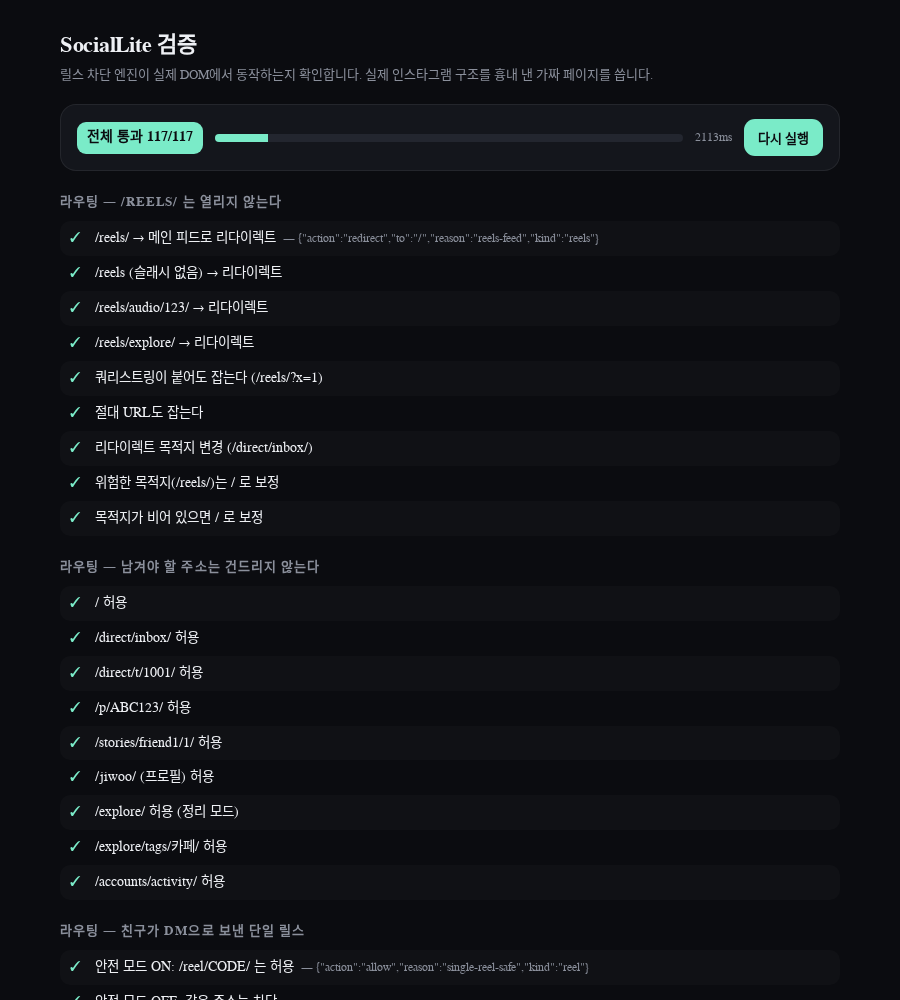 SocialLite 검증
릴스 차단 엔진이 실제 DOM에서 동작하는지 확인합니다. 실제 인스타그램 구조를 흉내 낸 가짜 페이지를 씁니다.
전체 통과 117/117
2113ms
다시 실행
라우팅 — /REELS/ 는 열리지 않는다
✓ /reels/ → 메인 피드로 리다이렉트 — {"action":"redirect","to":"/","reason":"reels-feed","kind":"reels"}
✓ /reels (슬래시 없음) → 리다이렉트
✓ /reels/audio/123/ → 리다이렉트
✓ /reels/explore/ → 리다이렉트
✓ 쿼리스트링이 붙어도 잡는다 (/reels/?x=1)
✓ 절대 URL도 잡는다
✓ 리다이렉트 목적지 변경 (/direct/inbox/)
✓ 위험한 목적지(/reels/)는 / 로 보정
✓ 목적지가 비어 있으면 / 로 보정
라우팅 — 남겨야 할 주소는 건드리지 않는다
✓ / 허용
✓ /direct/inbox/ 허용
✓ /direct/t/1001/ 허용
✓ /p/ABC123/ 허용
✓ /stories/friend1/1/ 허용
✓ /jiwoo/ (프로필) 허용
✓ /explore/ 허용 (정리 모드)
✓ /explore/tags/카페/ 허용
✓ /accounts/activity/ 허용
라우팅 — 친구가 DM으로 보낸 단일 릴스
✓ 안전 모드 ON: /reel/CODE/ 는 허용 — {"action":"allow","reason":"single-reel-safe","kind":"reel"}